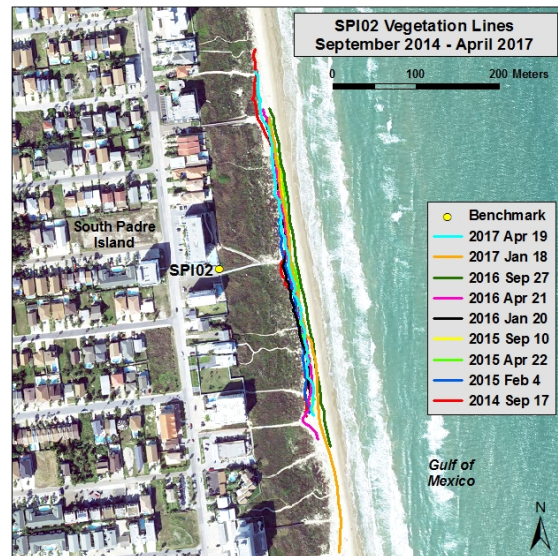 SPI02 Vegetation Lines
September 2014 - April 2017
0 100 200 Meters
South Padre
Island
SPI02
Benchmark
2017 Apr 19
2017 Jan 18
2016 Sep 27
2016 Apr 21
2016 Jan 20
2015 Sep 10
2015 Apr 22
2015 Feb 4
2014 Sep 17
Gulf of
Mexico
N